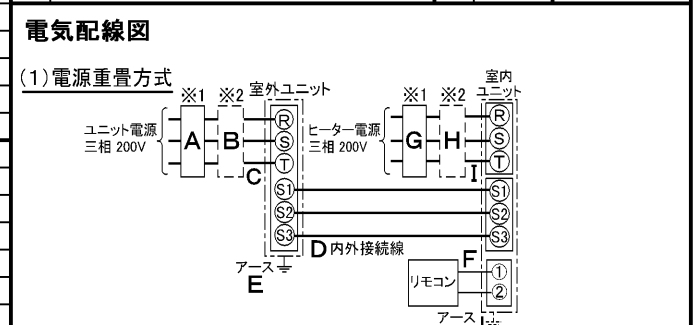 電気配線図
(1)電源重畳方式
※1 ※2 室外ユニット
※1 ※2 室内
ユニット
ユニット電源
三相 200V
A B C
R
S
T
S1
S2
S3
ヒーター電源
三相 200V
G H I
R
S
T
S1
S2
S3
D 内外接続線
アース
E
リモコン
F
1
2
アース